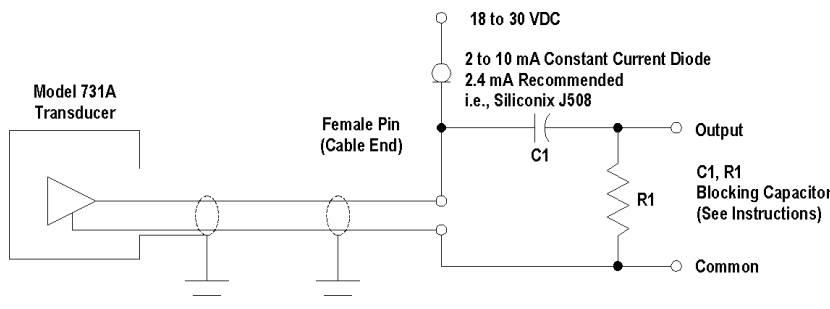 18 to 30 VDC
2 to 10 mA Constant Current Diode
2.4 mA Recommended
i.e., Siliconix J508
Model 731A
Transducer
Female Pin
(Cable End)
C1
Output
R1
C1, R1
Blocking Capacitor
(See Instructions)
Common